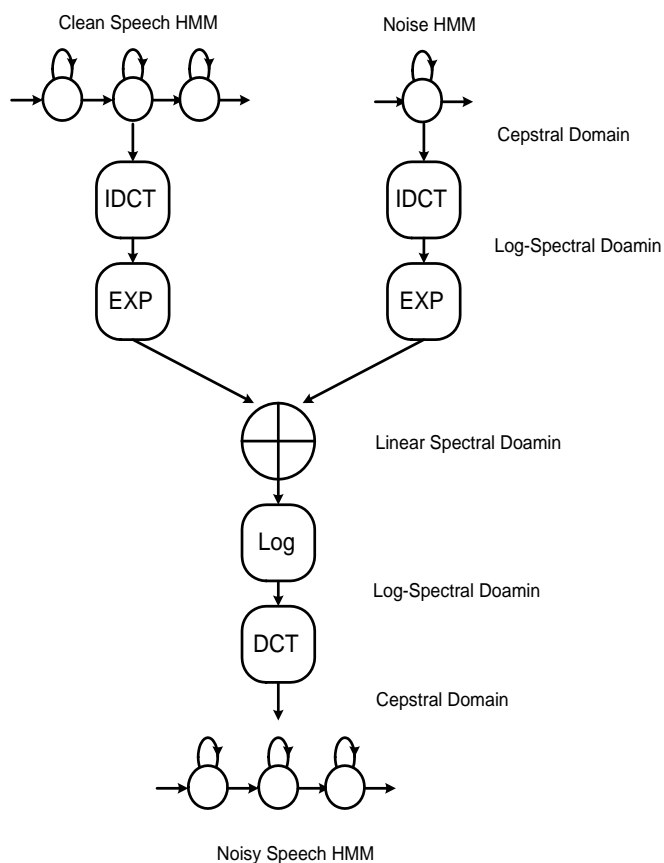 Clean Speech HMM
Noise HMM
Cepstral Domain
IDCT
IDCT
Log-Spectral Doamin
EXP
EXP
Linear Spectral Doamin
Log
Log-Spectral Doamin
DCT
Cepstral Domain
Noisy Speech HMM